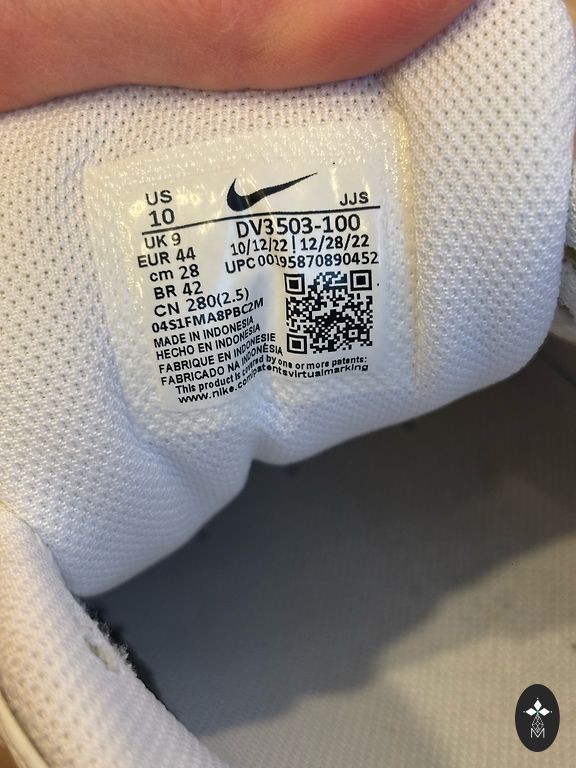 US
10
JJS
UK 9
DV3503-100
EUR 44
10/12/22 | 12/28/22
cm 28
UPC 00195870890452
BR 42
CN 280(2.5)
04S1FMA8PBC2M
MADE IN INDONESIA
HECHO EN INDONESIA
FABRIQUE EN INDONESIE
FABRICADO NA INDONÉSIA
This product is covered by one or more patents:
www.nike.com/patentsvirtualmarking
M